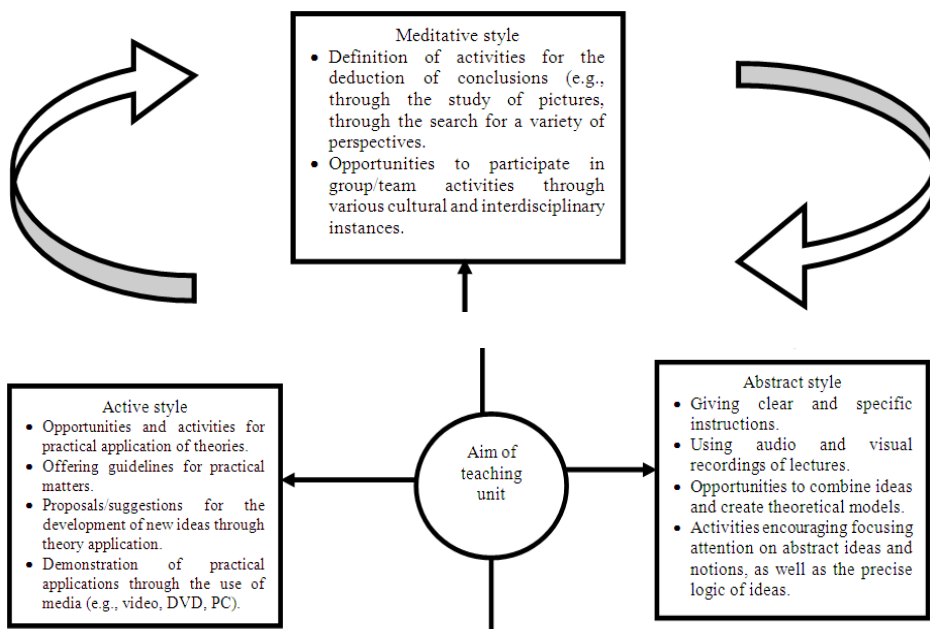 Meditative style
• Definition of activities for the
deduction of conclusions (e.g.,
through the study of pictures,
through the search for a variety of
perspectives.
• Opportunities to participate in
group/team activities through
various cultural and interdisciplinary
instances.
Active style
• Opportunities and activities for
practical application of theories.
• Offering guidelines for practical
matters.
• Proposals/suggestions for the
development of new ideas through
theory application.
• Demonstration of practical
applications through the use of
media (e.g., video, DVD, PC).
Aim of
teaching
unit
Abstract style
• Giving clear and specific
instructions.
• Using audio and visual
recordings of lectures.
• Opportunities to combine ideas
and create theoretical models.
• Activities encouraging focusing
attention on abstract ideas and
notions, as well as the precise
logic of ideas.